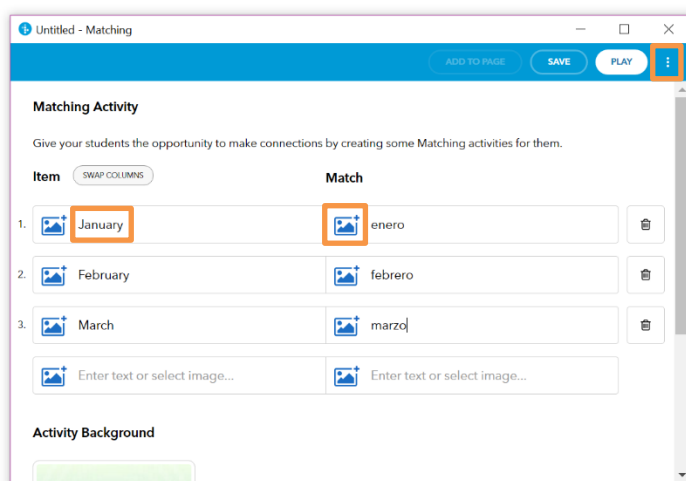 Untitled - Matching
ADD TO PAGE SAVE PLAY
Matching Activity
Give your students the opportunity to make connections by creating some Matching activities for them.
Item SWAP COLUMNS Match
1. January enero
2. February febrero
3. March marzo
Enter text or select image... Enter text or select image...
Activity Background